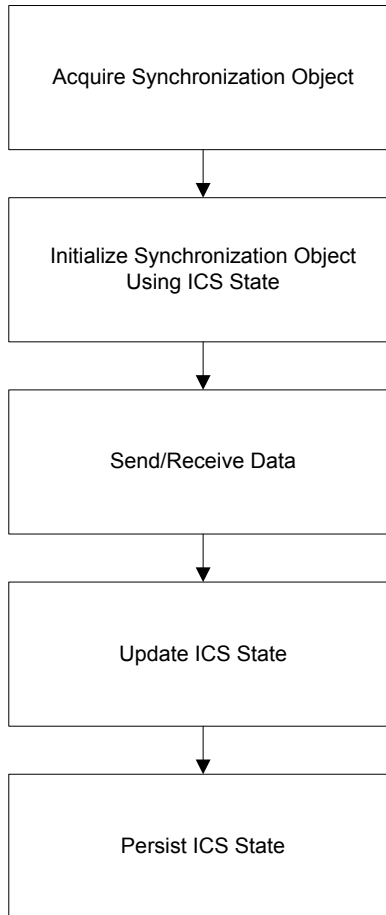 Acquire Synchronization Object
Initialize Synchronization Object
Using ICS State
Send/Receive Data
Update ICS State
Persist ICS State